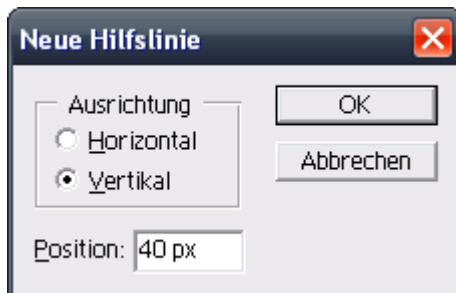 Neue Hilfslinie
Ausrichtung
Horizontal
Vertikal
OK
Abbrechen
Position: 40 px